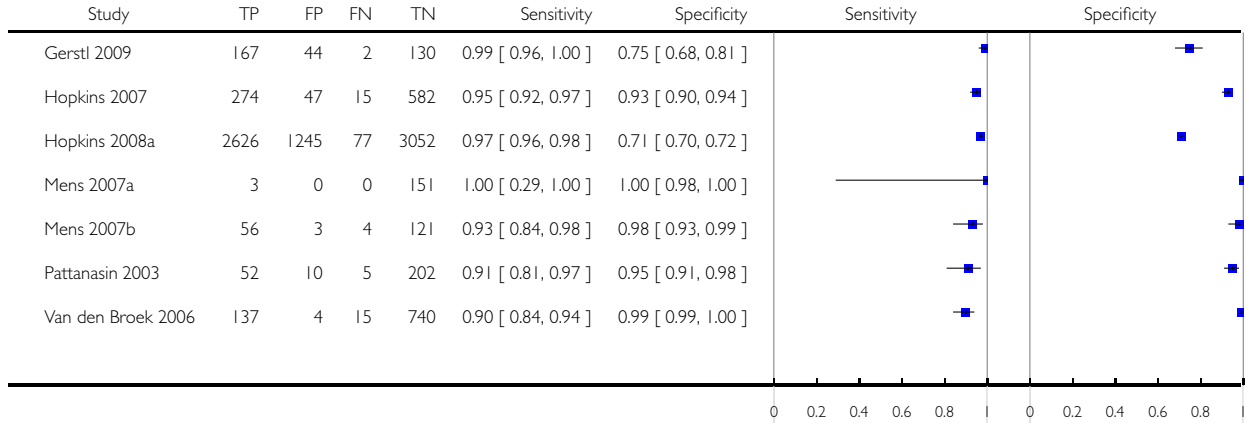 Study TP FP FN TN Sensitivity Specificity Sensitivity Specificity
Gerstl 2009 167 44 2 130 0.99 [ 0.96, 1.00 ] 0.75 [ 0.68, 0.81 ]
Hopkins 2007 274 47 15 582 0.95 [ 0.92, 0.97 ] 0.93 [ 0.90, 0.94 ]
Hopkins 2008a 2626 1245 77 3052 0.97 [ 0.96, 0.98 ] 0.71 [ 0.70, 0.72 ]
Mens 2007a 3 0 0 151 1.00 [ 0.29, 1.00 ] 1.00 [ 0.98, 1.00 ]
Mens 2007b 56 3 4 121 0.93 [ 0.84, 0.98 ] 0.98 [ 0.93, 0.99 ]
Pattanasin 2003 52 10 5 202 0.91 [ 0.81, 0.97 ] 0.95 [ 0.91, 0.98 ]
Van den Broek 2006 137 4 15 740 0.90 [ 0.84, 0.94 ] 0.99 [ 0.99, 1.00 ]
0 0.2 0.4 0.6 0.8 1 0 0.2 0.4 0.6 0.8 1